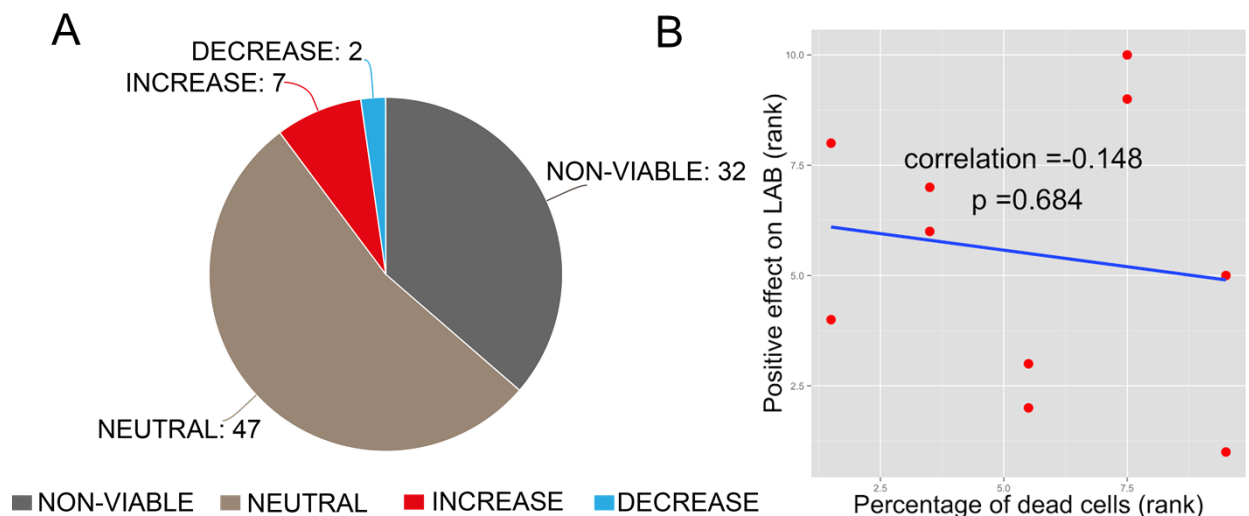 A
DECREASE: 2
INCREASE: 7
NON-VIABLE: 32
NEUTRAL: 47
NON-VIABLE
NEUTRAL
INCREASE
DECREASE
B
Positive effect on LAB (rank)
10.0
7.5
5.0
2.5
correlation =-0.148
p =0.684
2.5
5.0
7.5
Percentage of dead cells (rank)